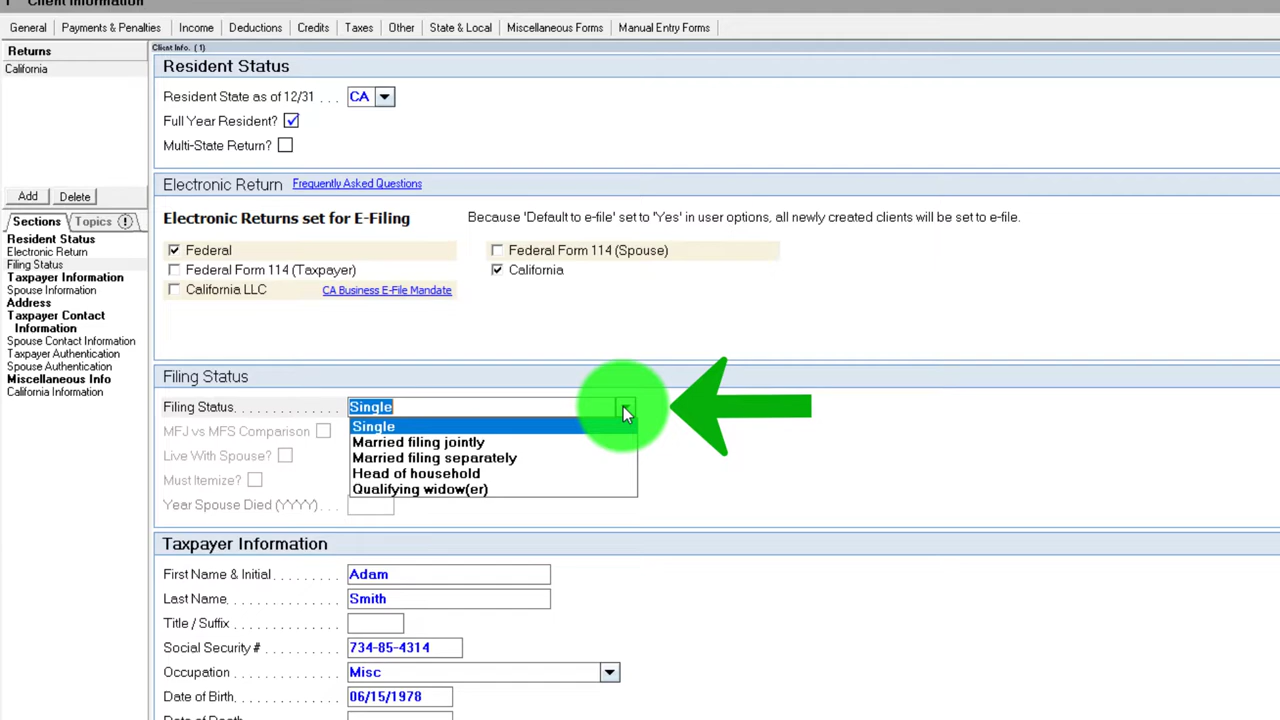 Client Information
General Payments & Penalties Income Deductions Credits Taxes Other State & Local Miscellaneous Forms Manual Entry Forms
Returns
California
Add Delete
Sections Topics
Resident Status
Electronic Return
Filing Status
Taxpayer Information
Spouse Information
Address
Taxpayer Contact
Information
Spouse Contact Information
Taxpayer Authentication
Spouse Authentication
Miscellaneous Info
California Information
Client Info. (1)
Resident Status
Resident State as of 12/31 . . . CA
Full Year Resident?
Multi-State Return?
Electronic Return Frequently Asked Questions
Electronic Returns set for E-Filing Because 'Default to e-file' set to 'Yes' in user options, all newly created clients will be set to e-file.
Federal Federal Form 114 (Spouse)
Federal Form 114 (Taxpayer) California
California LLC CA Business E-File Mandate
Filing Status
Filing Status. . . . . . . . . . . . . Single
Single
MFJ vs MFS Comparison
Married filing jointly
Live With Spouse?
Married filing separately
Must Itemize?
Head of household
Qualifying widow(er)
Year Spouse Died (YYYY). . .
Taxpayer Information
First Name & Initial . . . . . . . . Adam
Last Name. . . . . . . . . . . . . . Smith
Title / Suffix . . . . . . . . . . . . .
Social Security # . . . . . . . . . 734-85-4314
Occupation . . . . . . . . . . . . . Misc
Date of Birth. . . . . . . . . . . . . 06/15/1978
Date of Death